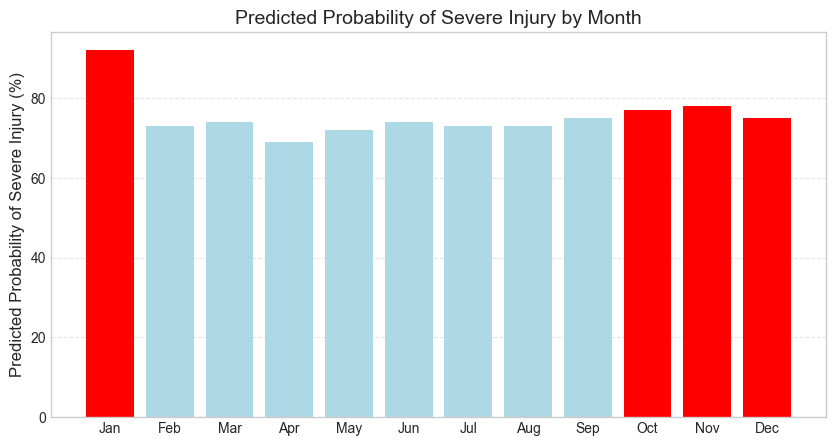 Predicted Probability of Severe Injury by Month
Predicted Probability of Severe Injury (%)
80
60
40
20
0
Jan Feb Mar Apr May Jun Jul Aug Sep Oct Nov Dec